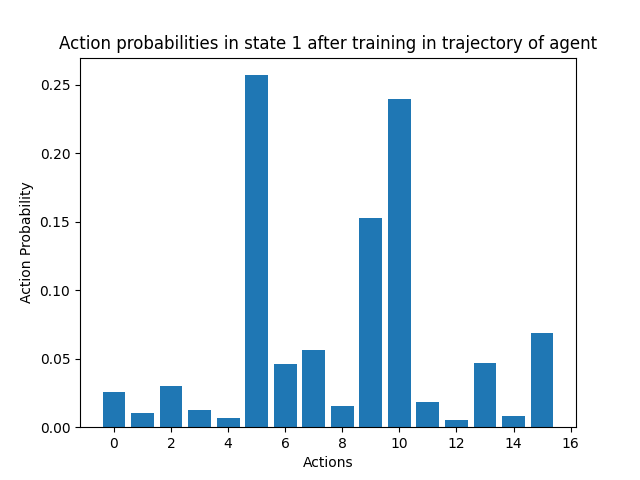 Action probabilities in state 1 after training in trajectory of agent
0.25
0.20
0.15
0.10
0.05
0.00
Action Probability
0 2 4 6 8 10 12 14 16
Actions